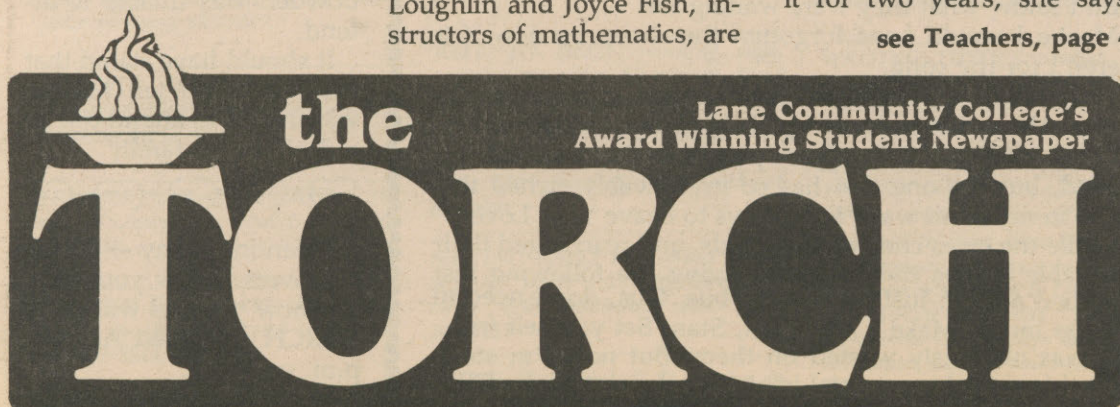 Loughlin and Joyce Fish, in-
structors of mathematics, are
it for two years, she says
see Teachers, page
the
Lane Community College's
Award Winning Student Newspaper
TORCH